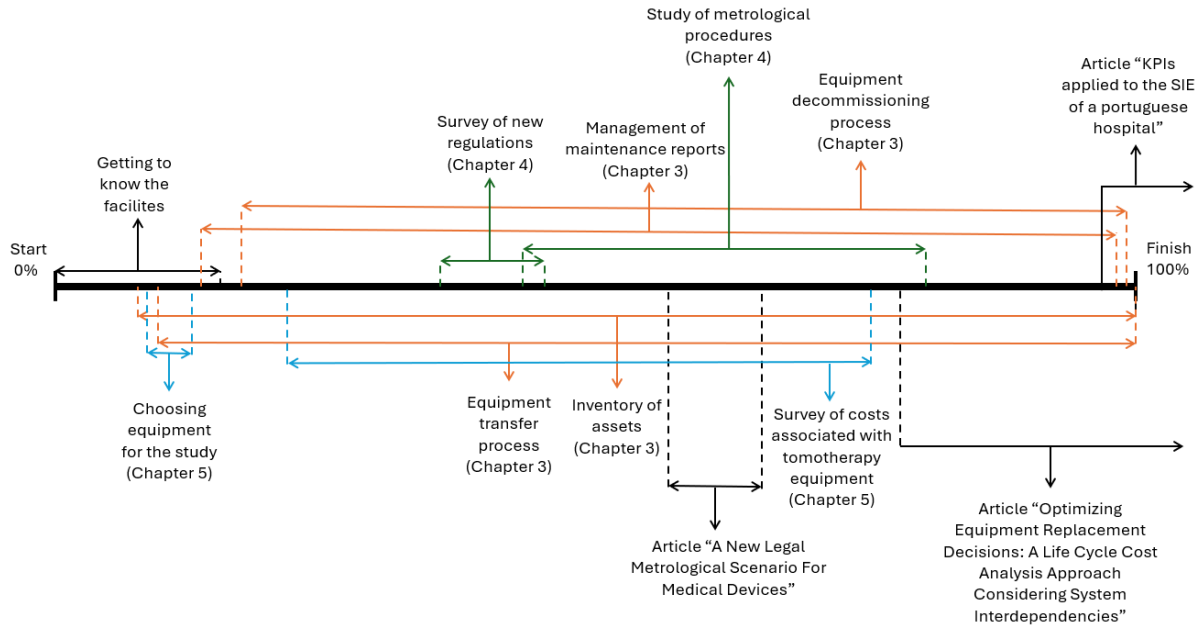 Study of metrological
procedures
(Chapter 4)
Article “KPIs
applied to the SIE
of a portuguese
hospital”
Equipment
decommissioning
process
(Chapter 3)
Survey of new
regulations
(Chapter 4)
Management of
maintenance reports
(Chapter 3)
Getting to
know the
facilites
Start
0%
Finish
100%
Choosing
equipment
for the study
(Chapter 5)
Equipment
transfer
process
(Chapter 3)
Inventory of
assets
(Chapter 3)
Survey of costs
associated with
tomotherapy
equipment
(Chapter 5)
Article “A New Legal
Metrological Scenario For
Medical Devices”
Article “Optimizing
Equipment Replacement
Decisions: A Life Cycle Cost
Analysis Approach
Considering System
Interdependencies”